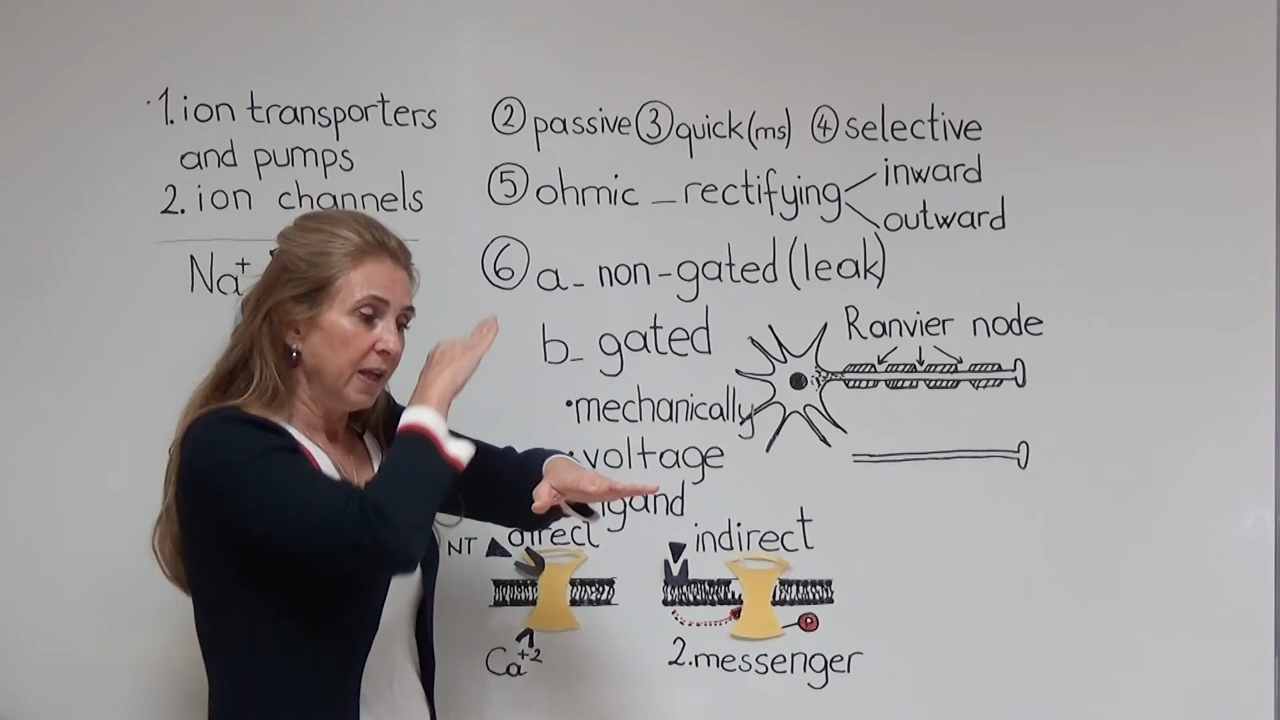 1. ion transporters
and pumps
2. ion channels
Na+
② passive ③ quick (ms) ④ selective
⑤ ohmic _ rectifying
inward
outward
⑥ a_ non-gated (leak)
b_ gated
•mechanically
•voltage
Ranvier node
direct
NT
Ca+2
indirect
P
2.messenger